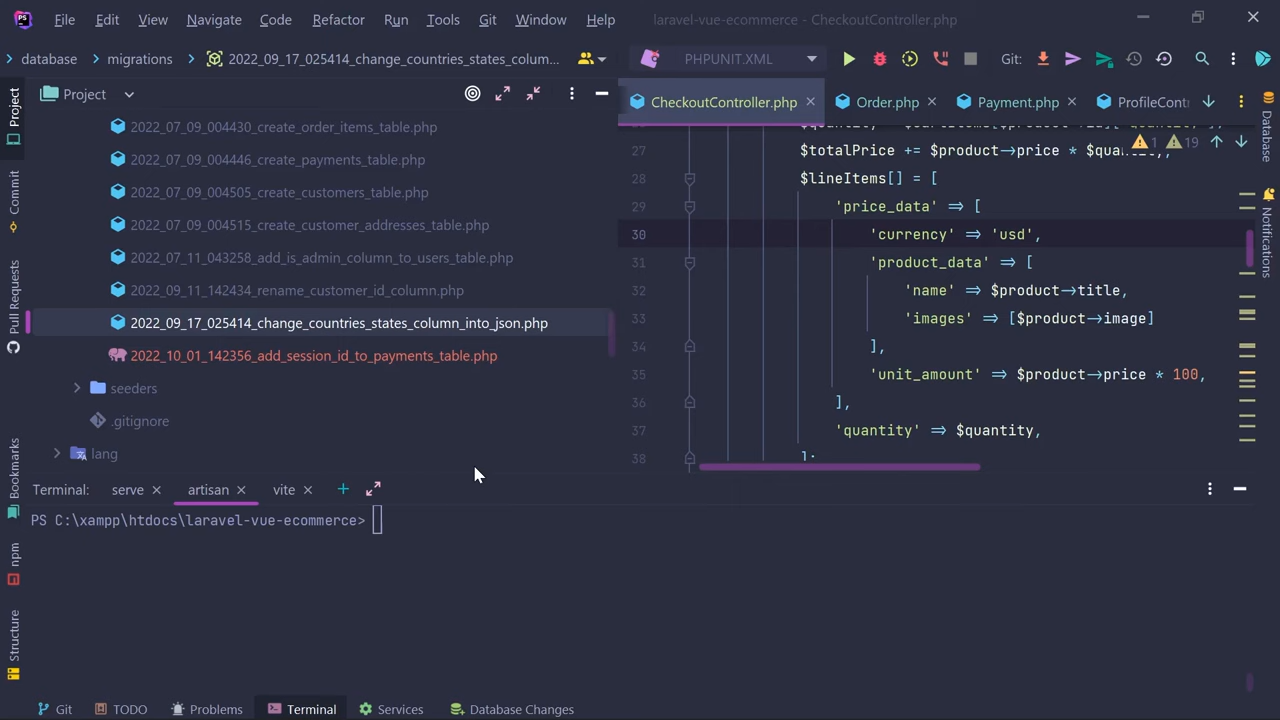 PS File Edit View Navigate Code Refactor Run Tools Git Window Help laravel-vue-ecommerce - CheckoutController.php
database migrations 2022_09_17_025414_change_countries_states_colum... PHPUNIT.XML Git:
Project
CheckoutController.php Order.php Payment.php ProfileCont
2022_07_09_004430_create_order_items_table.php
2022_07_09_004446_create_payments_table.php
2022_07_09_004505_create_customers_table.php
2022_07_09_004515_create_customer_addresses_table.php
2022_07_11_043258_add_is_admin_column_to_users_table.php
2022_09_11_142434_rename_customer_id_column.php
2022_09_17_025414_change_countries_states_column_into_json.php
2022_10_01_142356_add_session_id_to_payments_table.php
seeders
.gitignore
lang
1 19
27 $totalPrice += $product->price * $quantity;
28 $lineItems[] = [
29 'price_data' => [
30 'currency' => 'usd',
31 'product_data' => [
32 'name' => $product->title,
33 'images' => [$product->image]
34 ],
35 'unit_amount' => $product->price * 100,
36 ],
37 'quantity' => $quantity,
38 ];
Project
Commit
Pull Requests
Bookmarks
npm
Structure
Database
Notifications
Terminal: serve artisan vite
PS C:\xampp\htdocs\laravel-vue-ecommerce>
Git TODO Problems Terminal Services Database Changes